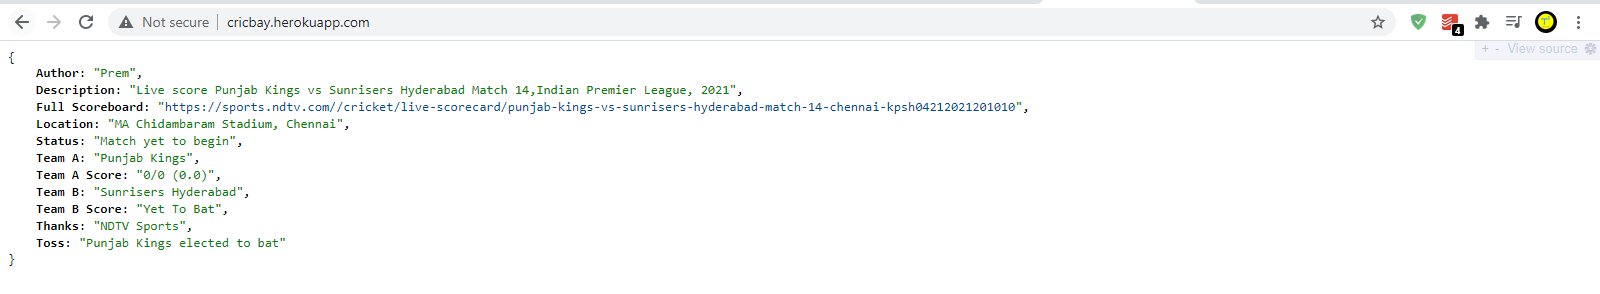 Not secure | cricbay.herokuapp.com
4
+ - View source
{
Author: "Prem",
Description: "Live score Punjab Kings vs Sunrisers Hyderabad Match 14,Indian Premier League, 2021",
Full Scoreboard: "https://sports.ndtv.com//cricket/live-scorecard/punjab-kings-vs-sunrisers-hyderabad-match-14-chennai-kpsh04212021201010",
Location: "MA Chidambaram Stadium, Chennai",
Status: "Match yet to begin",
Team A: "Punjab Kings",
Team A Score: "0/0 (0.0)",
Team B: "Sunrisers Hyderabad",
Team B Score: "Yet To Bat",
Thanks: "NDTV Sports",
Toss: "Punjab Kings elected to bat"
}